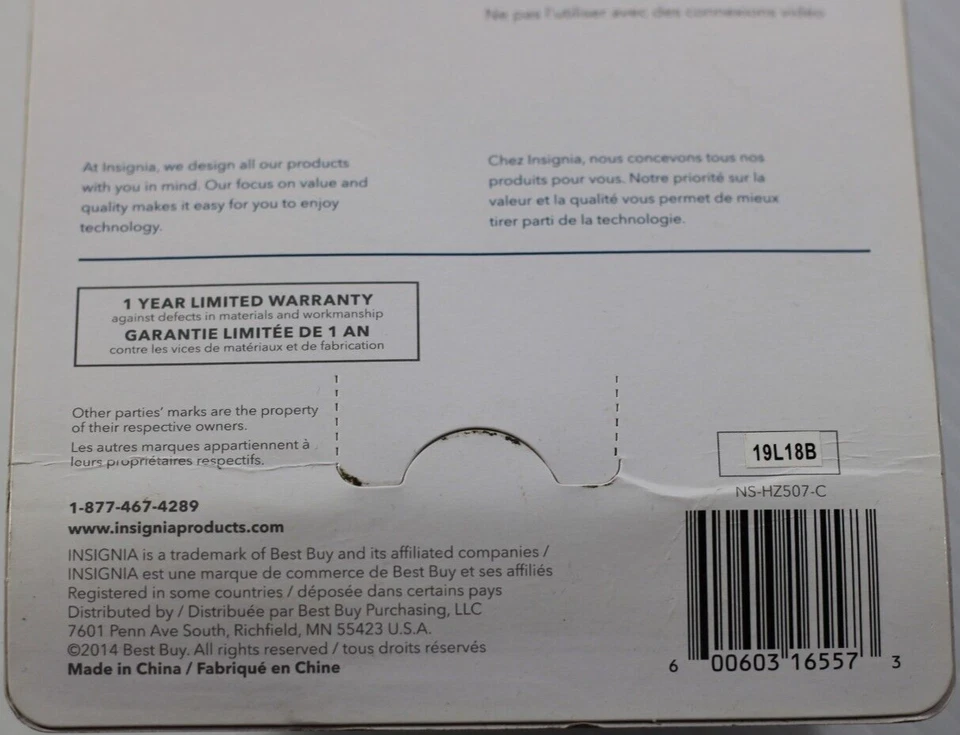 Ne pas l'utiliser avec des connexions vidéo
At Insignia, we design all our products
with you in mind. Our focus on value and
quality makes it easy for you to enjoy
technology.
Chez Insignia, nous concevons tous nos
produits pour vous. Notre priorité sur la
valeur et la qualité vous permet de mieux
tirer parti de la technologie.
1 YEAR LIMITED WARRANTY
against defects in materials and workmanship
GARANTIE LIMITÉE DE 1 AN
contre les vices de matériaux et de fabrication
Other parties' marks are the property
of their respective owners.
Les autres marques appartiennent à
leurs propriétaires respectifs.
1-877-467-4289
www.insigniaproducts.com
INSIGNIA is a trademark of Best Buy and its affiliated companies /
INSIGNIA est une marque de commerce de Best Buy et ses affiliés
Registered in some countries / déposée dans certains pays
Distributed by / Distribuée par Best Buy Purchasing, LLC
7601 Penn Ave South, Richfield, MN 55423 U.S.A.
©2014 Best Buy. All rights reserved / tous droits réservés
Made in China / Fabriqué en Chine
19L18B
NS-HZ507-C
6 00603 16557 3